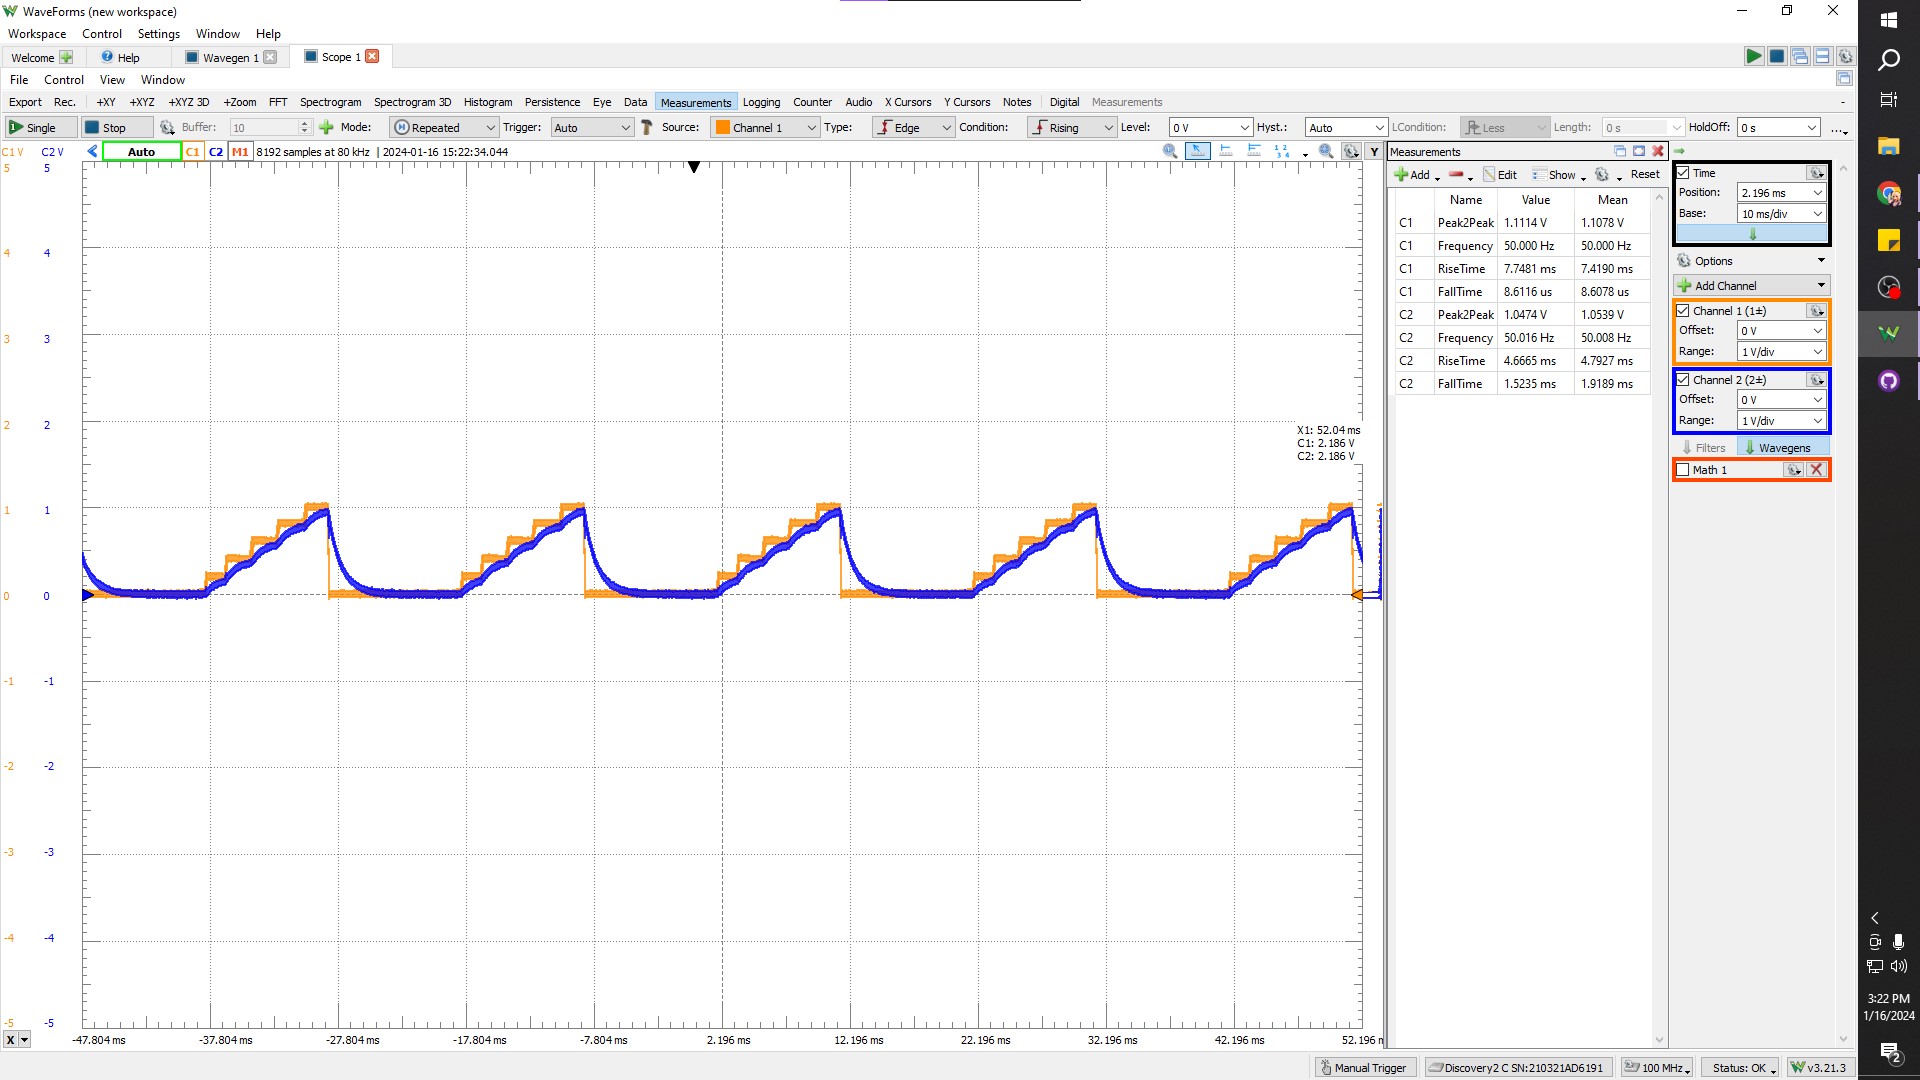 WaveForms (new workspace)
Workspace Control Settings Window Help
Welcome Help Wavegen 1 Scope 1
File Control View Window
Export Rec. +XY +XYZ +XYZ 3D +Zoom FFT Spectrogram Spectrogram 3D Histogram Persistence Eye Data Measurements Logging Counter Audio X Cursors Y Cursors Notes Digital Measurements
Single Stop Buffer: 10 Mode: Repeated Trigger: Auto Source: Channel 1 Type: Edge Condition: Rising Level: 0 V Hyst.: Auto LCondition: Less Length: 0 s HoldOff: 0 s ...
C1 V C2 V Auto C1 C2 M1 8192 samples at 80 kHz | 2024-01-16 15:22:34.044 Y
5 5
4 4
3 3
2 2
1 1
0 0
-1 -1
-2 -2
-3 -3
-4 -4
-5 -5
X1: 52.04 ms
C1: 2.186 V
C2: 2.186 V
X -47.804 ms -37.804 ms -27.804 ms -17.804 ms -7.804 ms 2.196 ms 12.196 ms 22.196 ms 32.196 ms 42.196 ms 52.196 m
Measurements
Add Edit Show Reset
Name Value Mean
C1 Peak2Peak 1.1114 V 1.1078 V
C1 Frequency 50.000 Hz 50.000 Hz
C1 RiseTime 7.7481 ms 7.4190 ms
C1 FallTime 8.6116 us 8.6078 us
C2 Peak2Peak 1.0474 V 1.0539 V
C2 Frequency 50.016 Hz 50.008 Hz
C2 RiseTime 4.6665 ms 4.7927 ms
C2 FallTime 1.5235 ms 1.9189 ms
Time
Position: 2.196 ms
Base: 10 ms/div
Options
Add Channel
Channel 1 (1±)
Offset: 0 V
Range: 1 V/div
Channel 2 (2±)
Offset: 0 V
Range: 1 V/div
Filters Wavegens
Math 1
Manual Trigger Discovery2 C SN:210321AD6191 100 MHz Status: OK v3.21.3
3:22 PM
1/16/2024
2